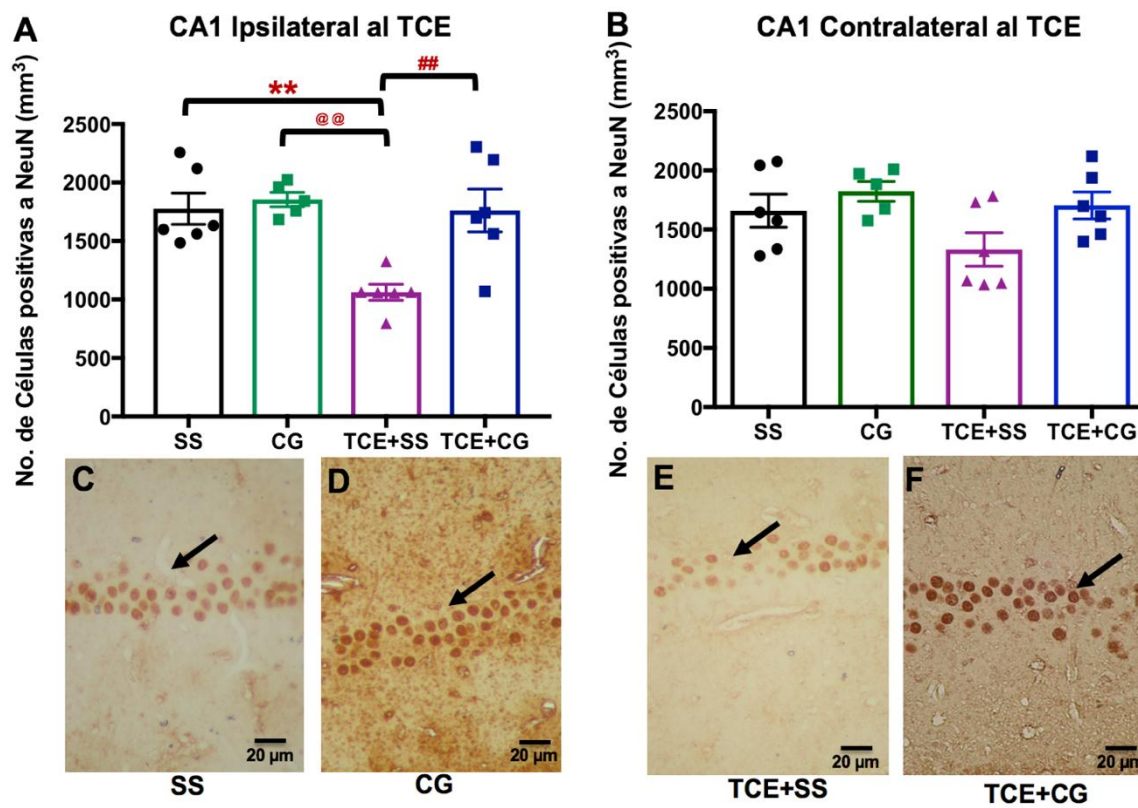 A
CA1 Ipsilateral al TCE
##
**
@@
No. de Células positivas a NeuN (mm³)
2500
2000
1500
1000
500
0
SS CG TCE+SS TCE+CG
B
CA1 Contralateral al TCE
No. de Células positivas a NeuN (mm³)
2500
2000
1500
1000
500
0
SS CG TCE+SS TCE+CG
C
20 µm
SS
D
20 µm
CG
E
20 µm
TCE+SS
F
20 µm
TCE+CG